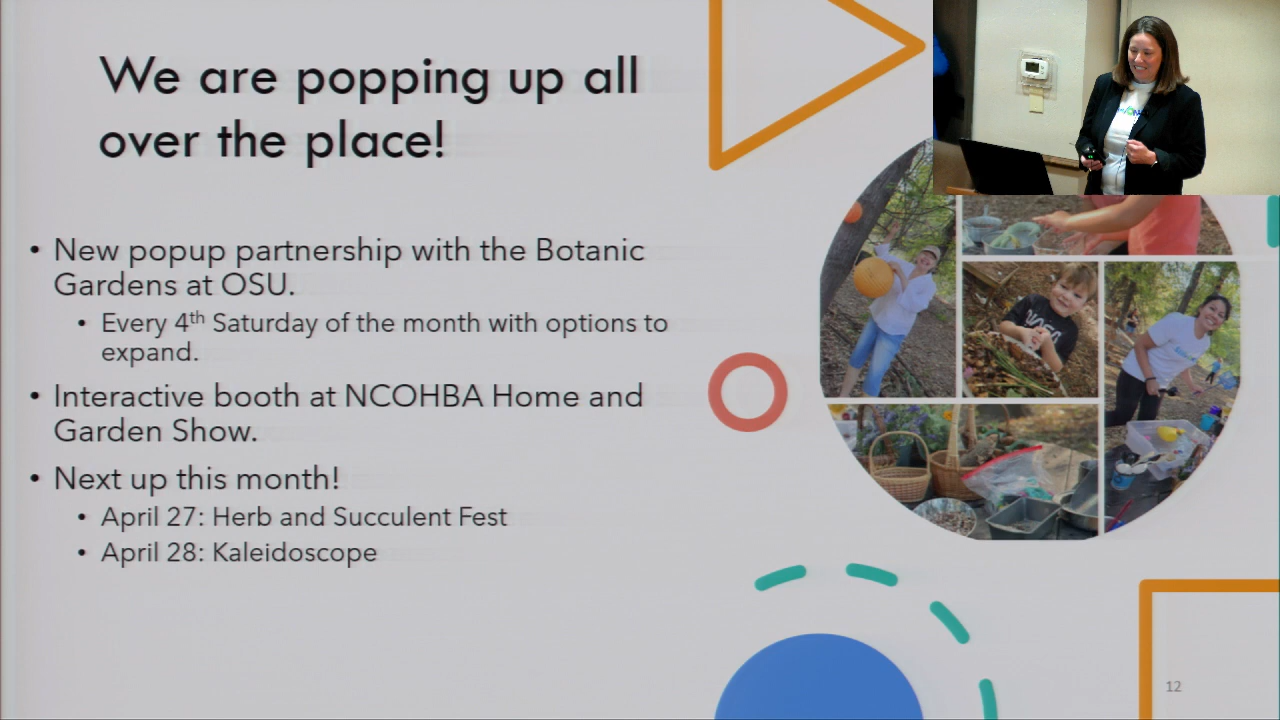 We are popping up all
over the place!
• New popup partnership with the Botanic
Gardens at OSU.
• Every 4th Saturday of the month with options to
expand.
• Interactive booth at NCOHBA Home and
Garden Show.
• Next up this month!
• April 27: Herb and Succulent Fest
• April 28: Kaleidoscope
12